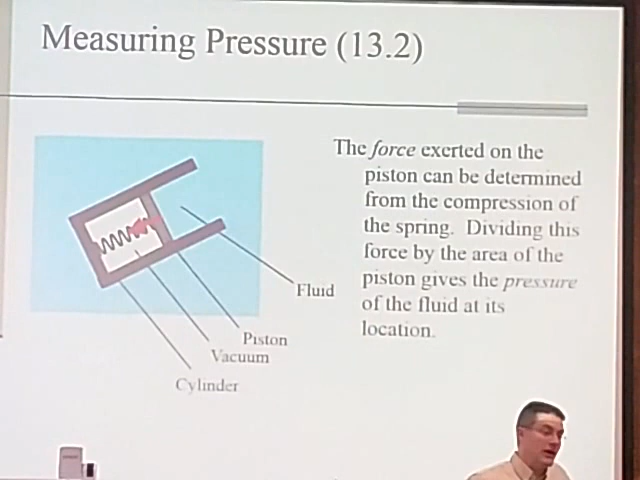 Measuring Pressure (13.2)
The force exerted on the
piston can be determined
from the compression of
the spring. Dividing this
force by the area of the
piston gives the pressure
of the fluid at its
location.
Fluid
Piston
Vacuum
Cylinder